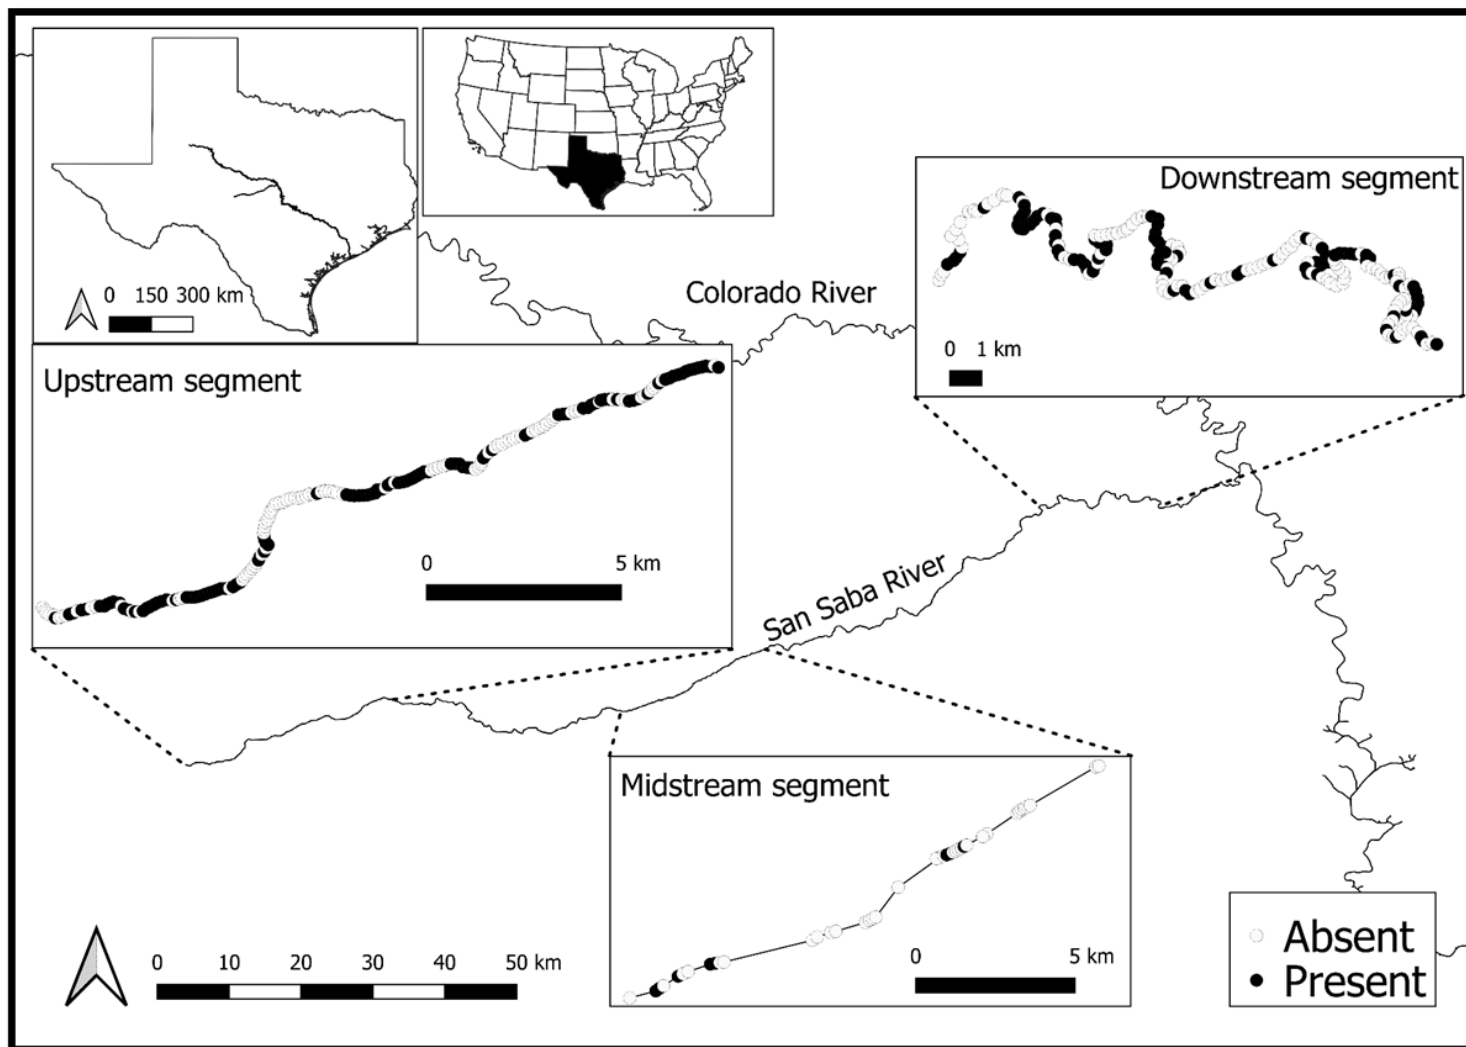 0 150 300 km
Downstream segment
0 1 km
Colorado River
Upstream segment
0 5 km
San Saba River
Midstream segment
0 5 km
0 10 20 30 40 50 km
Absent
Present